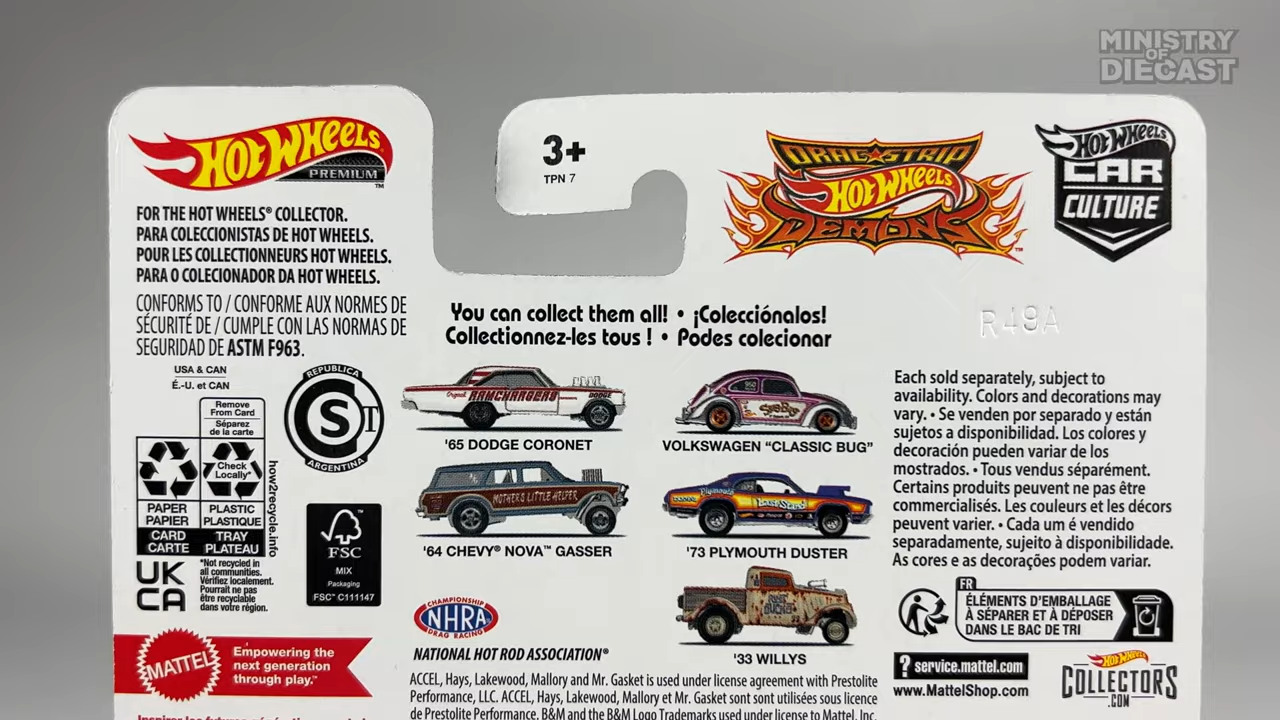 MINISTRY
OF
DIECAST
HOT WHEELS
PREMIUM™
FOR THE HOT WHEELS® COLLECTOR.
PARA COLECCIONISTAS DE HOT WHEELS.
POUR LES COLLECTIONNEURS HOT WHEELS.
PARA O COLECIONADOR DA HOT WHEELS.
CONFORMS TO / CONFORME AUX NORMES DE
SÉCURITÉ DE / CUMPLE CON LAS NORMAS DE
SEGURIDAD DE ASTM F963.
USA & CAN
É.-U. et CAN
Remove
From Card
Séparez
de la carte
Check
Locally*
PAPER
PAPIER
PLASTIC
PLASTIQUE
CARD
CARTE
TRAY
PLATEAU
how2recycle.info
*Not recycled in
all communities.
Vérifiez localement.
Pourrait ne pas
être recyclable
dans votre région.
UK
CA
REPUBLICA
S T
ARGENTINA
FSC
MIX
Packaging
FSC™ C111147
MATTEL
Empowering the
next generation
through play.™
3+
TPN 7
DRAG STRIP
HOT WHEELS
DEMONS™
HOT WHEELS
CAR
CULTURE
R49A
You can collect them all! • ¡Colecciónalos!
Collectionnez-les tous ! • Podes colecionar
Original RAMCHARGERS DODGE
'65 DODGE CORONET
VOLKSWAGEN “CLASSIC BUG”
MOTHER'S LITTLE HELPER
'64 CHEVY® NOVA™ GASSER
Plymouth
'73 PLYMOUTH DUSTER
'33 WILLYS
CHAMPIONSHIP
NHRA
DRAG RACING
NATIONAL HOT ROD ASSOCIATION®
ACCEL, Hays, Lakewood, Mallory and Mr. Gasket is used under license agreement with Prestolite
Performance, LLC. ACCEL, Hays, Lakewood, Mallory et Mr. Gasket sont sont utilisées sous licence
de Prestolite Performance. B&M and the B&M Logo Trademarks used under license to Mattel, Inc.
Each sold separately, subject to
availability. Colors and decorations may
vary. • Se venden por separado y están
sujetos a disponibilidad. Los colores y
decoración pueden variar de los
mostrados. • Tous vendus séparément.
Certains produits peuvent ne pas être
commercialisés. Les couleurs et les décors
peuvent varier. • Cada um é vendido
separadamente, sujeito à disponibilidade.
As cores e as decorações podem variar.
FR
ÉLÉMENTS D'EMBALLAGE
À SÉPARER ET À DÉPOSER
DANS LE BAC DE TRI
? service.mattel.com
www.MattelShop.com
HOT WHEELS
COLLECTORS
.COM